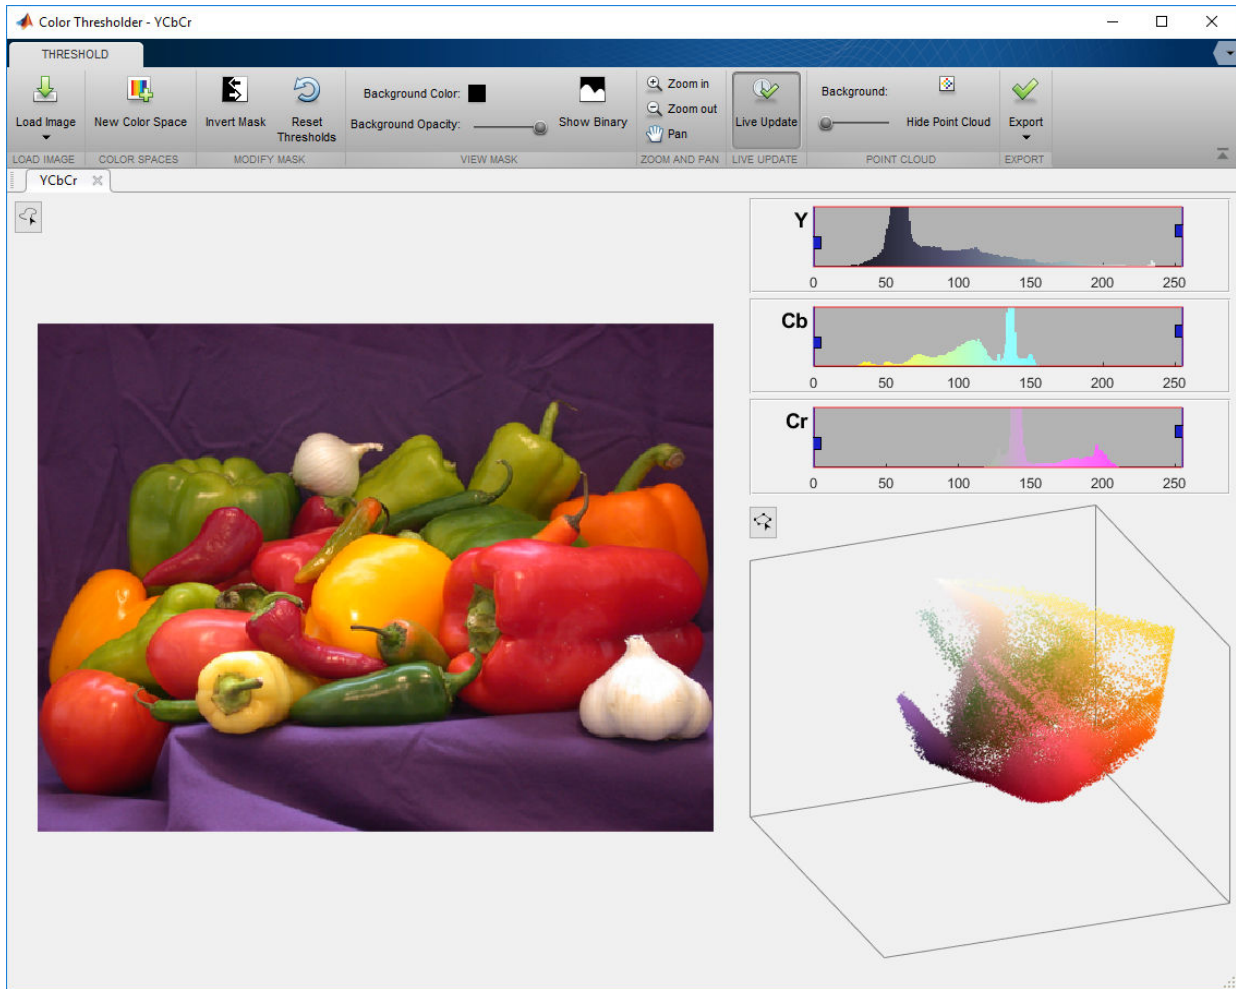 Color Thresholder - YCbCr
THRESHOLD
Load Image
New Color Space
Invert Mask
Reset Thresholds
Background Color:
Background Opacity:
Show Binary
Zoom in
Zoom out
Pan
Live Update
Background:
Hide Point Cloud
Export
LOAD IMAGE
COLOR SPACES
MODIFY MASK
VIEW MASK
ZOOM AND PAN
LIVE UPDATE
POINT CLOUD
EXPORT
YCbCr
Y
0 50 100 150 200 250
Cb
0 50 100 150 200 250
Cr
0 50 100 150 200 250